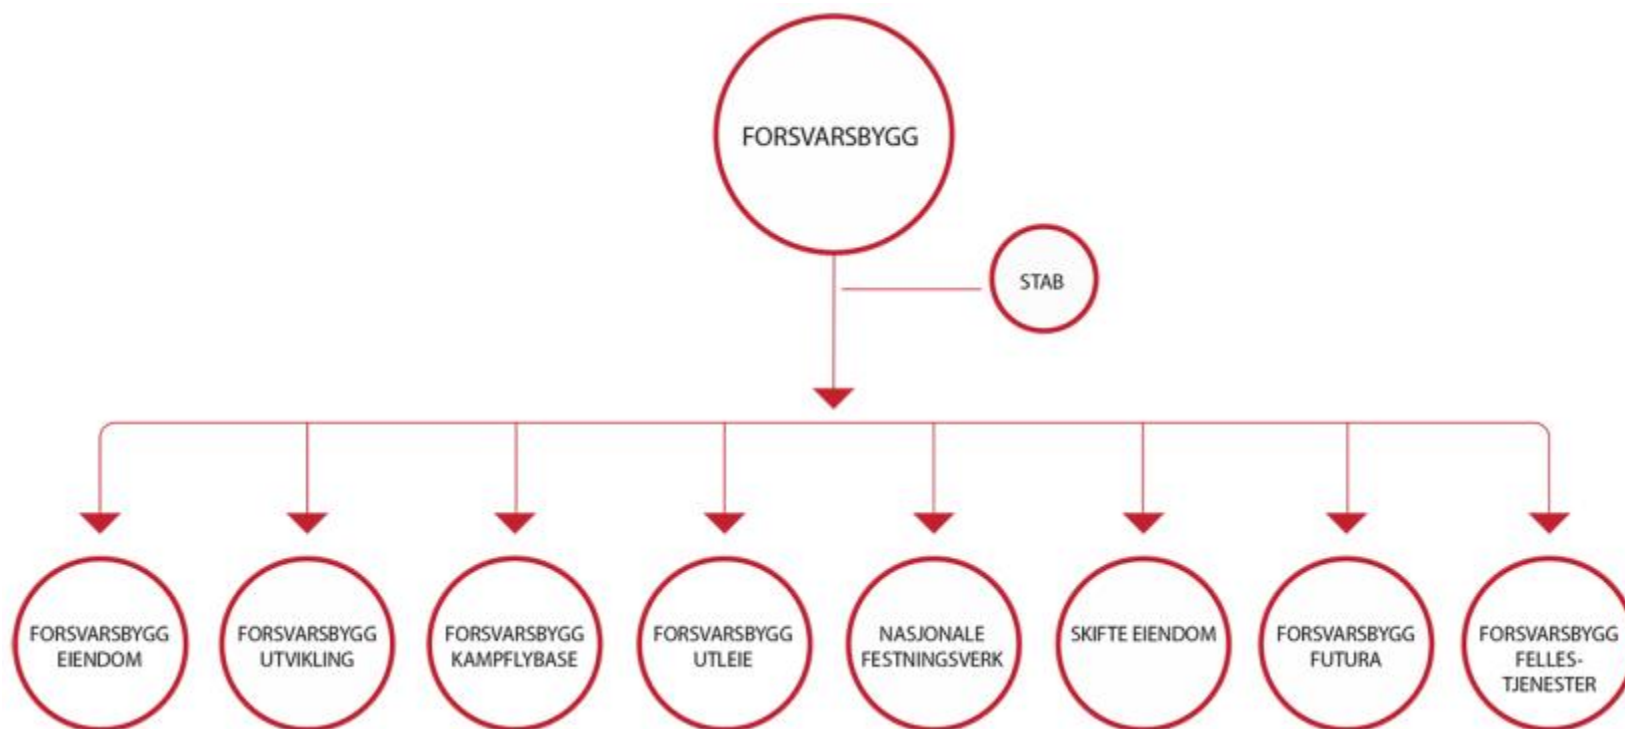 FORSVARSBYGG
STAB
FORSVARSBYGG
EIENDOM
FORSVARSBYGG
UTVIKLING
FORSVARSBYGG
KAMPFLYBASE
FORSVARSBYGG
UTLEIE
NASJONALE
FESTNINGSVERK
SKIFTE EIENDOM
FORSVARSBYGG
FUTURA
FORSVARSBYGG
FELLES-
TJENESTER